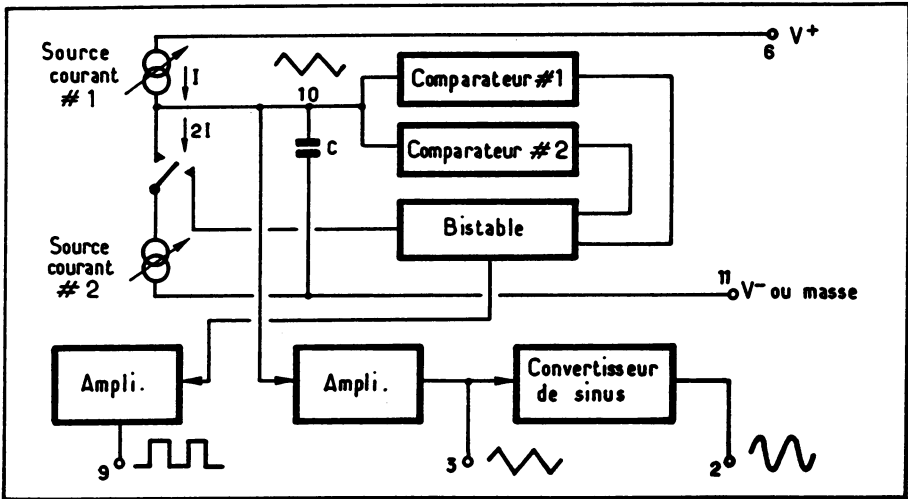 Source
courant
# 1
I
2I
10
C
Comparateur #1
Comparateur # 2
Bistable
6
V+
Source
courant
# 2
11
V- ou masse
Ampli.
Ampli.
Convertisseur
de sinus
9
3
2